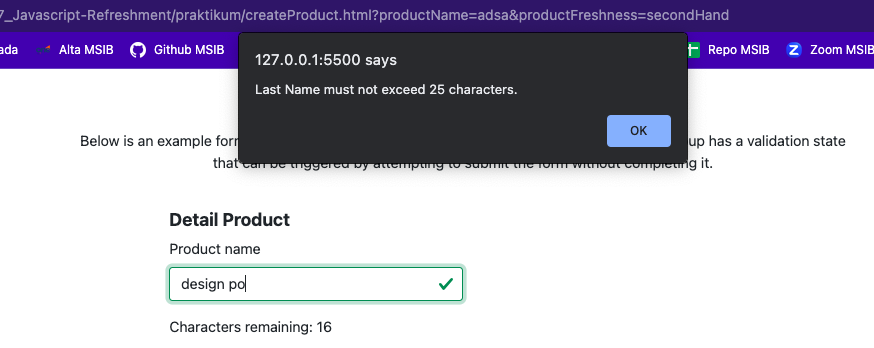 7_Javascript-Refreshment/praktikum/createProduct.html?productName=adsa&productFreshness=secondHand
ada Alta MSIB Github MSIB Repo MSIB Zoom MSIB
127.0.0.1:5500 says
Last Name must not exceed 25 characters.
OK
Below is an example for up has a validation state
that can be triggered by attempting to submit the form without completing it.
Detail Product
Product name
design po
Characters remaining: 16